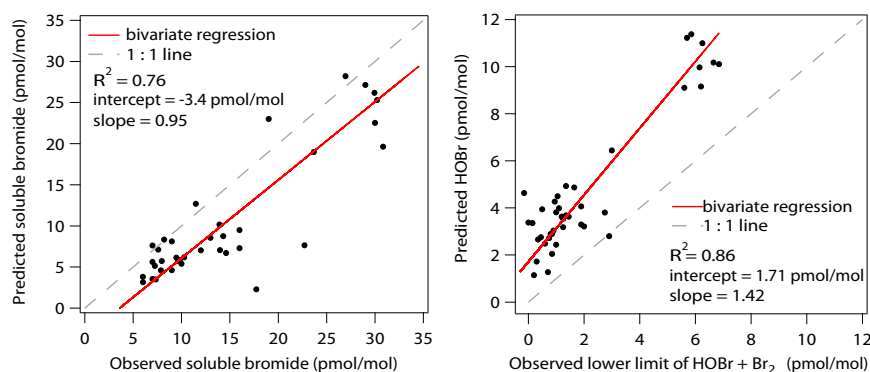 bivariate regression
1 : 1 line
R² = 0.76
intercept = -3.4 pmol/mol
slope = 0.95
Predicted soluble bromide (pmol/mol)
35
30
25
20
15
10
5
0
0 5 10 15 20 25 30 35
Observed soluble bromide (pmol/mol)
Predicted HOBr (pmol/mol)
12
10
8
6
4
2
0
bivariate regression
1 : 1 line
R² = 0.86
intercept = 1.71 pmol/mol
slope = 1.42
0 2 4 6 8 10 12
Observed lower limit of HOBr + Br₂ (pmol/mol)